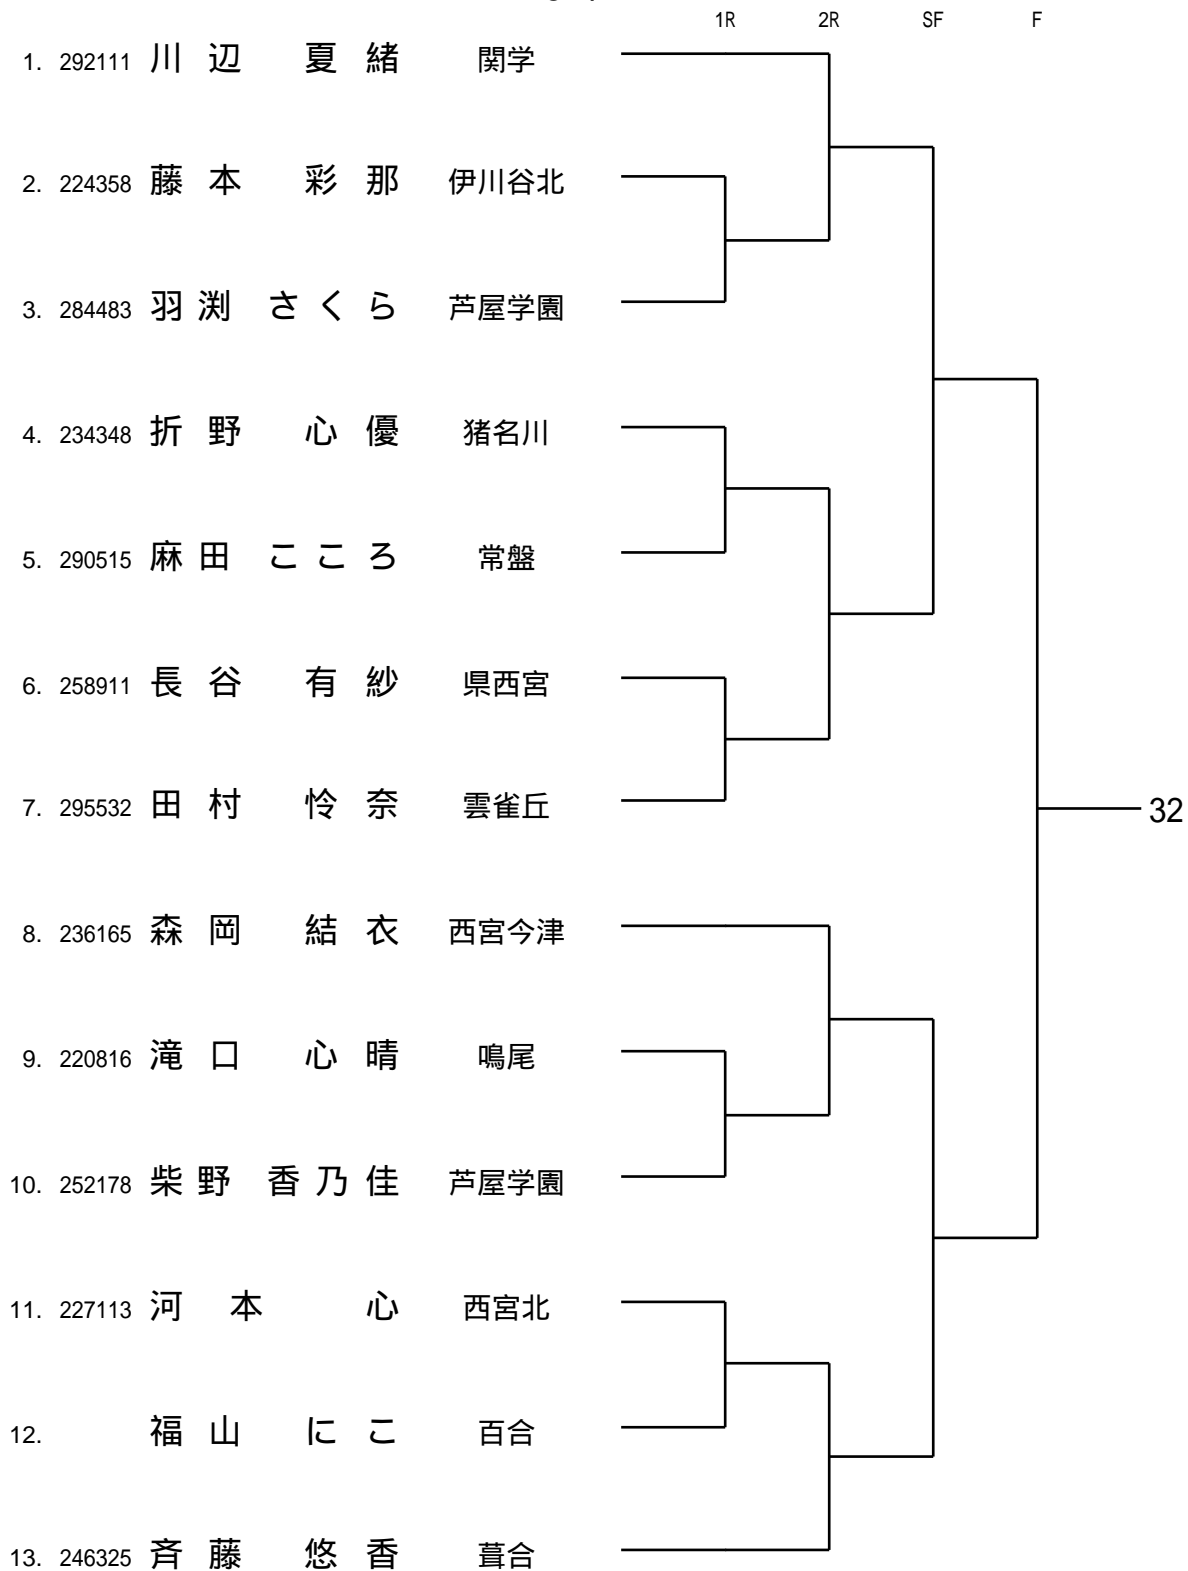 1R 2R SF F
1. 292111 川辺 夏緒 関学
2. 224358 藤本 彩那 伊川谷北
3. 284483 羽渕 さくら 芦屋学園
4. 234348 折野 心優 猪名川
5. 290515 麻田 こころ 常盤
6. 258911 長谷 有紗 県西宮
7. 295532 田村 怜奈 雲雀丘
32
8. 236165 森岡 結衣 西宮今津
9. 220816 滝口 心晴 鳴尾
10. 252178 柴野 香乃佳 芦屋学園
11. 227113 河本 心 西宮北
12. 福山 にこ 百合
13. 246325 斉藤 悠香 葺合